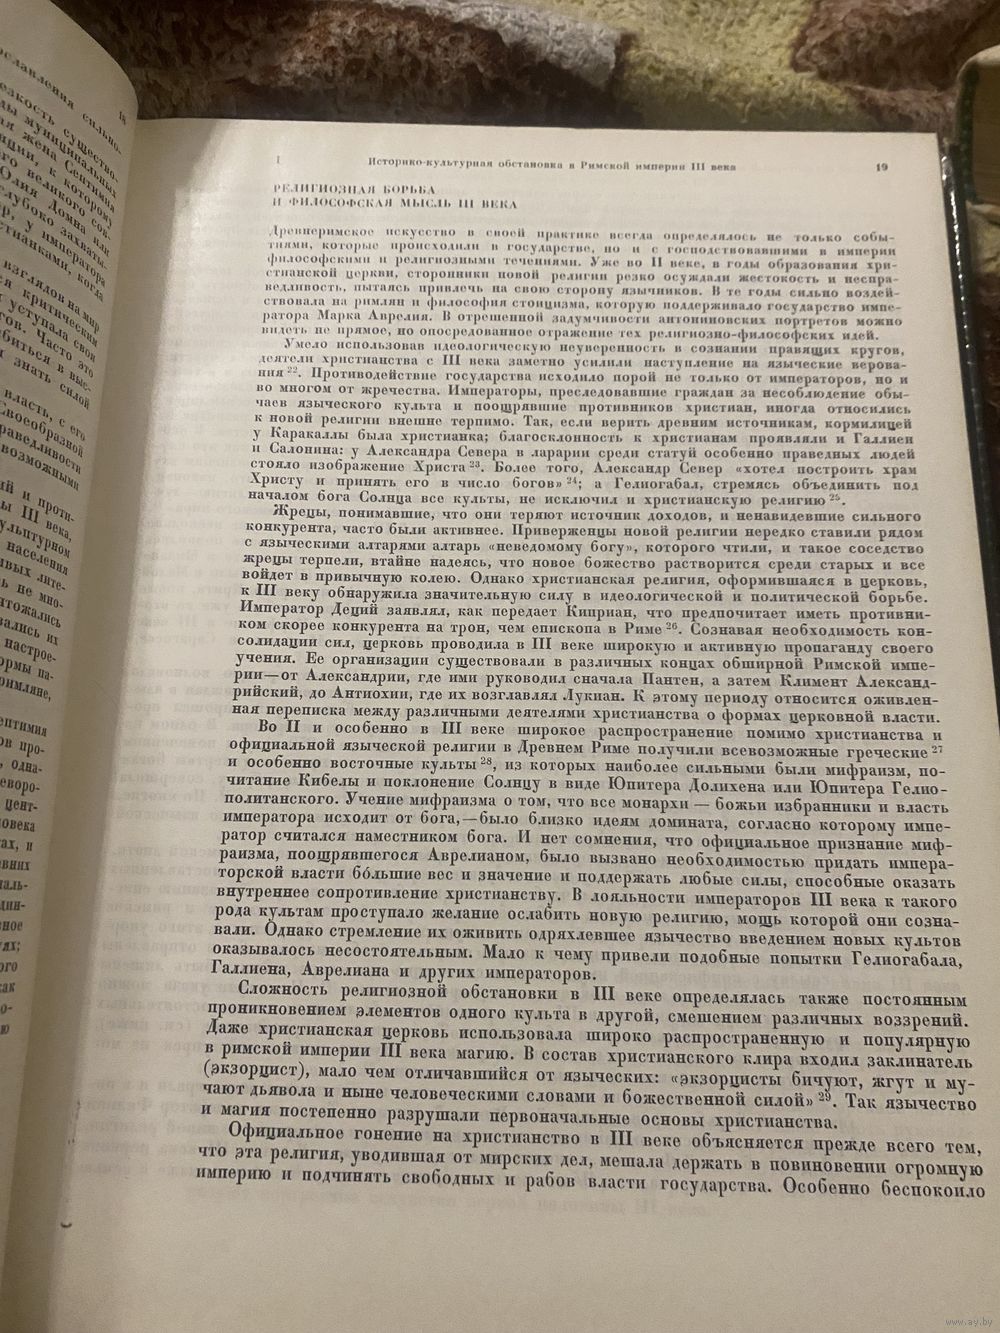 ославления сильно- 18
I Историко-культурная обстановка в Римской империи III века 19
РЕЛИГИОЗНАЯ БОРЬБА
И ФИЛОСОФСКАЯ МЫСЛЬ III ВЕКА
Древнеримское искусство в своей практике всегда определялось не только собы-
тиями, которые происходили в государстве, но и с господствовавшими в империи
философскими и религиозными течениями. Уже во II веке, в годы образования хри-
стианской церкви, сторонники новой религии резко осуждали жестокость и неспра-
ведливость, пытаясь привлечь на свою сторону язычников. В те годы сильно воздей-
ствовала на римлян и философия стоицизма, которую поддерживало государство импе-
ратора Марка Аврелия. В отрешенной задумчивости антониновских портретов можно
видеть не прямое, но опосредованное отражение тех религиозно-философских идей.
Умело использовав идеологическую неуверенность в сознании правящих кругов,
деятели христианства с III века заметно усилили наступление на языческие верова-
ния 22. Противодействие государства исходило порой не только от императоров, но и
во многом от жречества. Императоры, преследовавшие граждан за несоблюдение обы-
чаев языческого культа и поощрявшие противников христиан, иногда относились
к новой религии внешне терпимо. Так, если верить древним источникам, кормилицей
у Каракаллы была христианка; благосклонность к христианам проявляли и Галлиен
и Салонина: у Александра Севера в ларарии среди статуй особенно праведных людей
стояло изображение Христа 23. Более того, Александр Север «хотел построить храм
Христу и принять его в число богов» 24; а Гелиогабал, стремясь объединить под
началом бога Солнца все культы, не исключил и христианскую религию 25.
Жрецы, понимавшие, что они теряют источник доходов, и ненавидевшие сильного
конкурента, часто были активнее. Приверженцы новой религии нередко ставили рядом
с языческими алтарями алтарь «неведомому богу», которого чтили, и такое соседство
жрецы терпели, втайне надеясь, что новое божество растворится среди старых и все
войдет в привычную колею. Однако христианская религия, оформившаяся в церковь,
к III веку обнаружила значительную силу в идеологической и политической борьбе.
Император Деций заявлял, как передает Киприан, что предпочитает иметь противни-
ком скорее конкурента на трон, чем епископа в Риме 26. Сознавая необходимость кон-
солидации сил, церковь проводила в III веке широкую и активную пропаганду своего
учения. Ее организации существовали в различных концах обширной Римской импе-
рии—от Александрии, где ими руководил сначала Пантен, а затем Климент Александ-
рийский, до Антиохии, где их возглавлял Лукиан. К этому периоду относится оживлен-
ная переписка между различными деятелями христианства о формах церковной власти.
Во II и особенно в III веке широкое распространение помимо христианства и
официальной языческой религии в Древнем Риме получили всевозможные греческие 27
и особенно восточные культы 28, из которых наиболее сильными были мифраизм, по-
читание Кибелы и поклонение Солнцу в виде Юпитера Долихена или Юпитера Гелио-
политанского. Учение мифраизма о том, что все монархи — божьи избранники и власть
императора исходит от бога,—было близко идеям домината, согласно которому импе-
ратор считался наместником бога. И нет сомнения, что официальное признание миф-
раизма, поощрявшегося Аврелианом, было вызвано необходимостью придать импера-
торской власти бо́льшие вес и значение и поддержать любые силы, способные оказать
внутреннее сопротивление христианству. В лояльности императоров III века к такого
рода культам проступало желание ослабить новую религию, мощь которой они созна-
вали. Однако стремление их оживить одряхлевшее язычество введением новых культов
оказывалось несостоятельным. Мало к чему привели подобные попытки Гелиогабала,
Галлиена, Аврелиана и других императоров.
Сложность религиозной обстановки в III веке определялась также постоянным
проникновением элементов одного культа в другой, смешением различных воззрений.
Даже христианская церковь использовала широко распространенную и популярную
в римской империи III века магию. В состав христианского клира входил заклинатель
(экзорцист), мало чем отличавшийся от языческих: «экзорцисты бичуют, жгут и му-
чают дьявола и ныне человеческими словами и божественной силой» 29. Так язычество
и магия постепенно разрушали первоначальные основы христианства.
Официальное гонение на христианство в III веке объясняется прежде всего тем,
что эта религия, уводившая от мирских дел, мешала держать в повиновении огромную
империю и подчинять свободных и рабов власти государства. Особенно беспокоило
www.ay.by